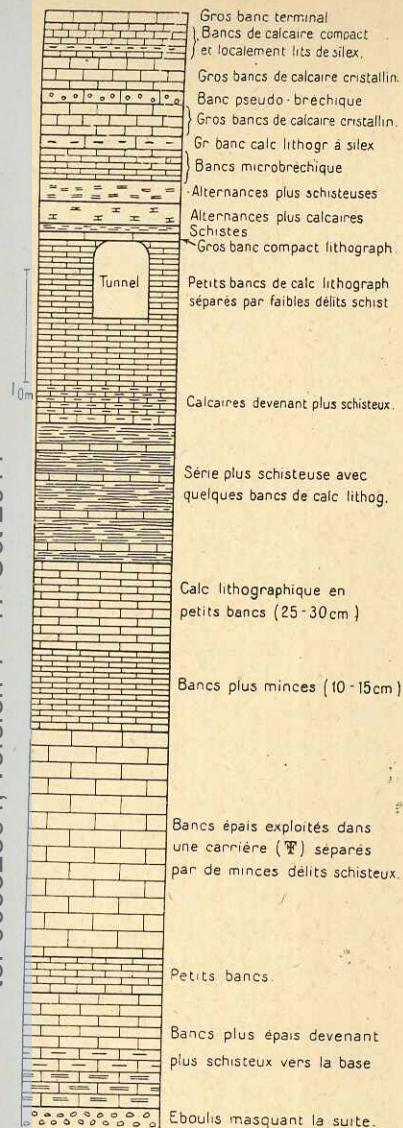 Gros banc terminal
Bancs de calcaire compact
et localement lits de silex.
Gros bancs de calcaire cristallin.
Banc pseudo-bréchique
Gros bancs de calcaire cristallin.
Gr banc calc lithogr à silex
Bancs microbréchique
Alternances plus schisteuses
Alternances plus calcaires
Schistes
Gros banc compact lithograph.
Tunnel
Petits bancs de calc lithograph
séparés par faibles délits schist
10m
Calcaires devenant plus schisteux.
Série plus schisteuse avec
quelques bancs de calc lithog.
Calc lithographique en
petits bancs (25-30cm)
Bancs plus minces (10-15cm)
Bancs épais exploités dans
une carrière ( ) séparés
par de minces délits schisteux.
Petits bancs.
Bancs plus épais devenant
plus schisteux vers la base
Eboulis masquant la suite.